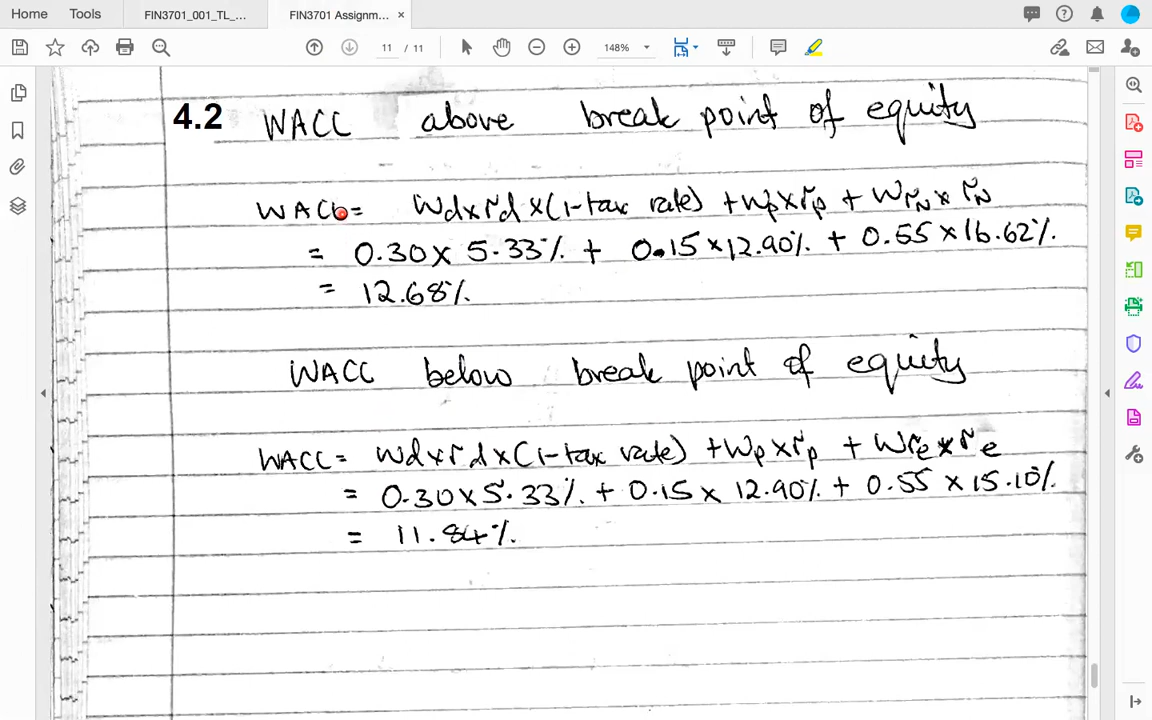 Home Tools FIN3701_001_TL_... FIN3701 Assignm... ×
11 / 11 148%
4.2 WACC above break point of equity
WACC= Wd×rd×(1-tax rate) +Wp×rp + WrN×rN
= 0.30× 5.33% + 0.15×12.90% + 0.55×16.62%
= 12.68%
WACC below break point of equity
WACC= Wd×rd×(1-tax rate) +Wp×rp + Wre×re
= 0.30×5.33% + 0.15× 12.90% + 0.55 ×15.10%
= 11.84%.